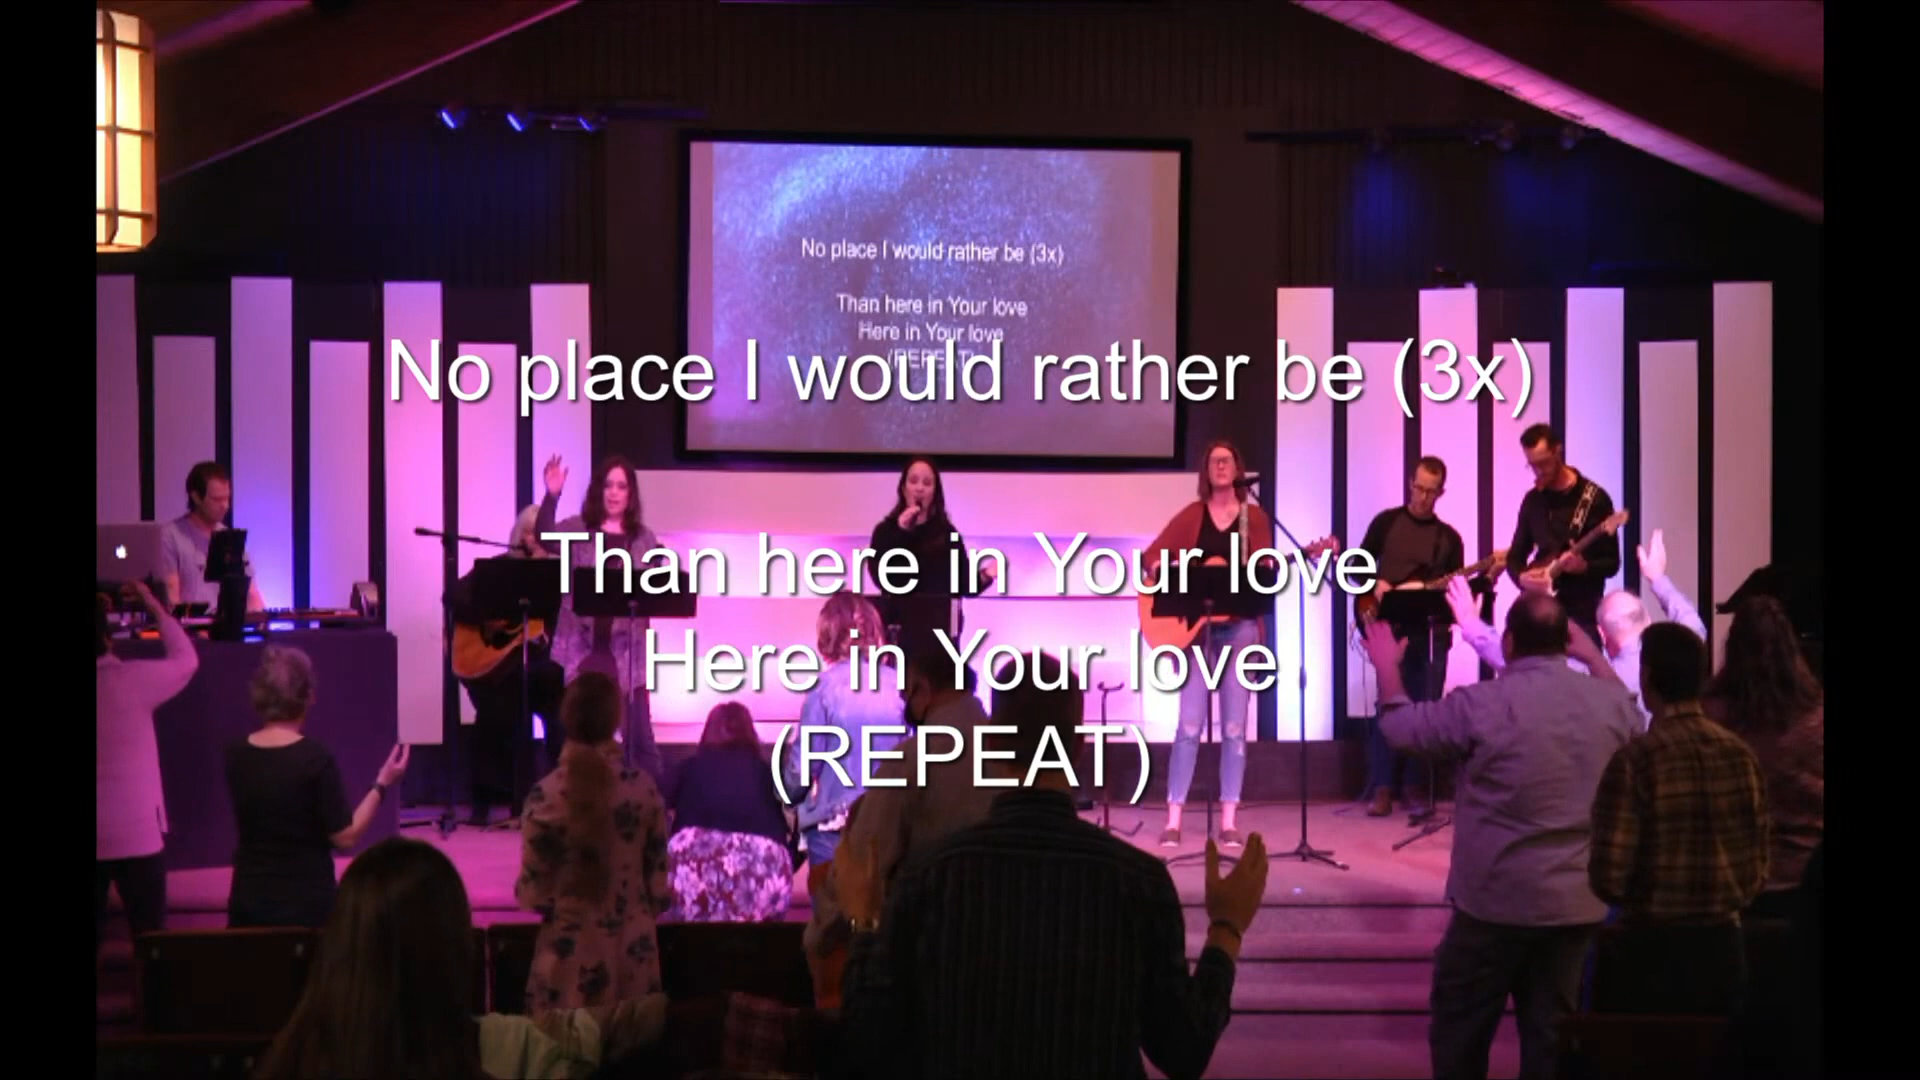 No place I would rather be (3x)
Than here in Your love
Here in Your love
(REPEAT)
No place I would rather be (3x)
Than here in Your love
Here in Your love
(REPEAT)